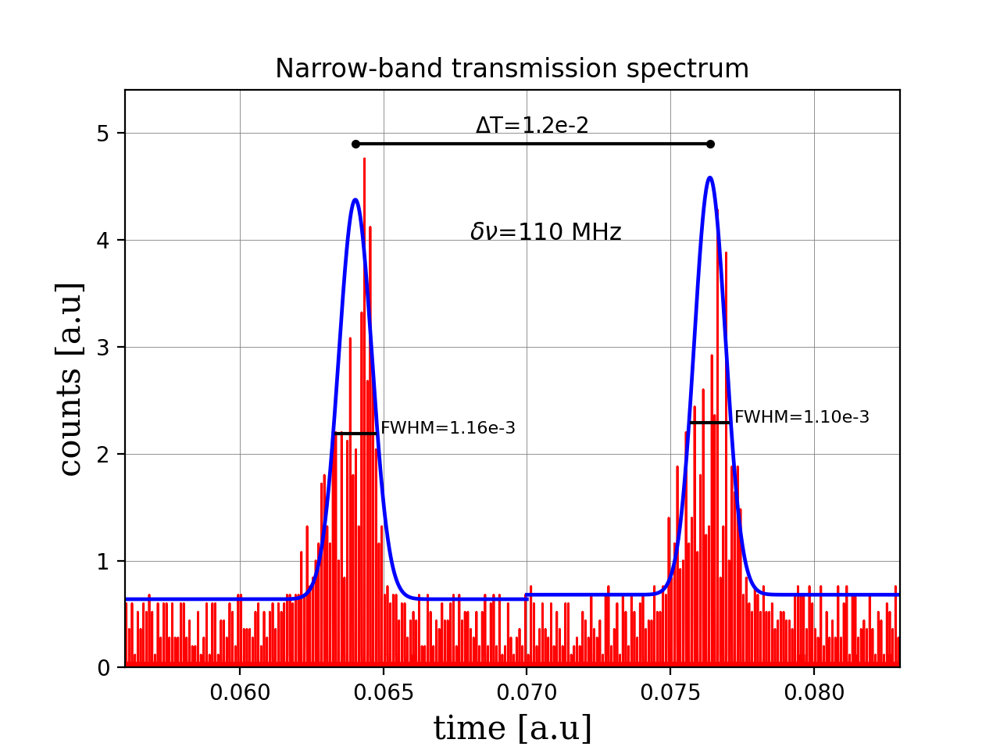 Narrow-band transmission spectrum
ΔT=1.2e-2
δν=110 MHz
FWHM=1.16e-3
FWHM=1.10e-3
counts [a.u]
5
4
3
2
1
0
0.060 0.065 0.070 0.075 0.080
time [a.u]